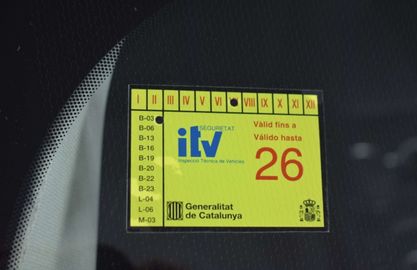 I II III IV V VI VIII IX X XI XII
B-03
B-06
B-13
B-16
B-19
B-20
B-22
B-23
L-04
L-06
M-03
SEGURETAT
itv
Inspecció Tècnica de Vehicles
Vàlid fins a
Válido hasta
26
Generalitat
de Catalunya